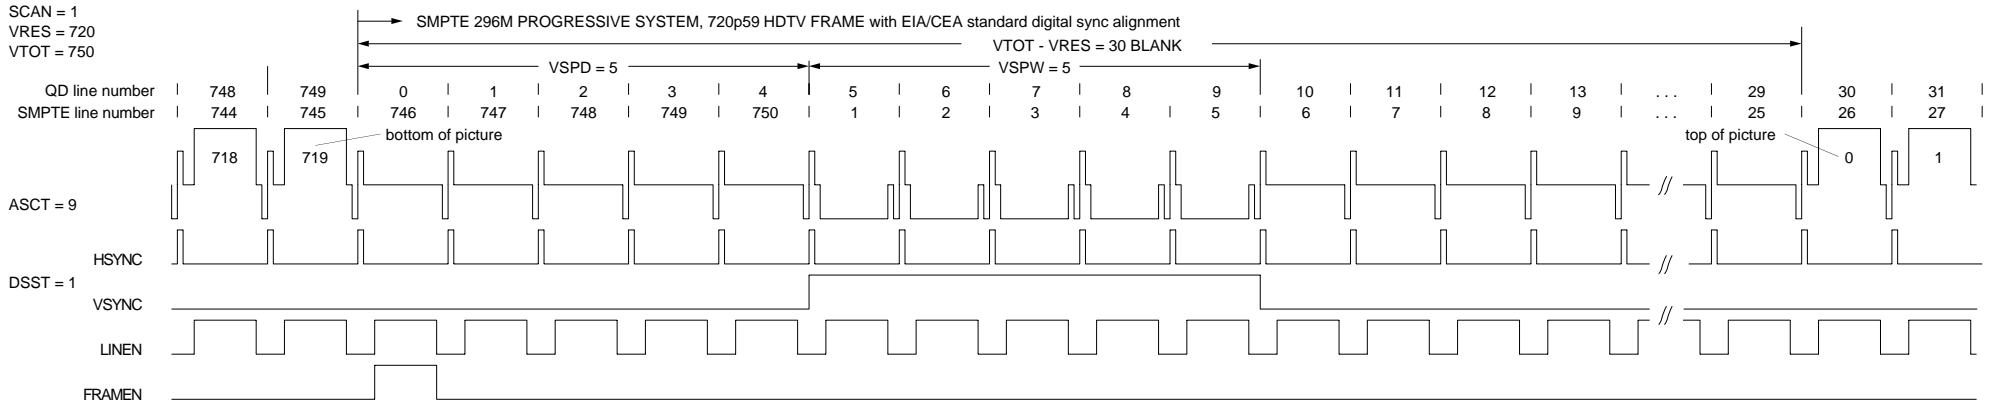 SCAN = 1
SMPTE 296M PROGRESSIVE SYSTEM, 720p59 HDTV FRAME with EIA/CEA standard digital sync alignment
VRES = 720
VTOT - VRES = 30 BLANK
VTOT = 750
VSPD = 5 VSPW = 5
QD line number 748 749 0 1 2 3 4 5 6 7 8 9 10 11 12 13 . . . 29 30 31
SMPTE line number 744 745 746 747 748 749 750 1 2 3 4 5 6 7 8 9 . . . 25 26 27
bottom of picture top of picture
718 719 0 1
ASCT = 9
HSYNC
DSST = 1
VSYNC
LINEN
FRAMEN